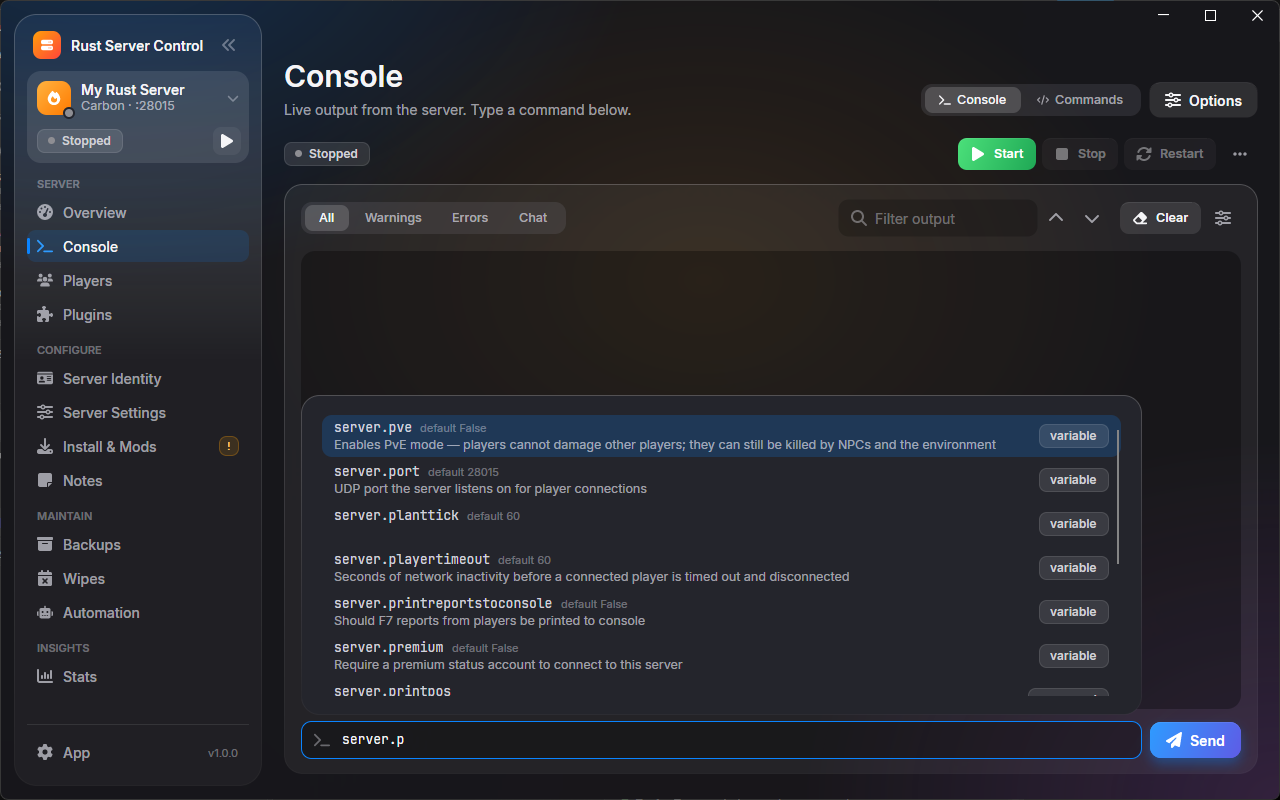 Rust Server Control
My Rust Server
Carbon · :28015
Stopped
SERVER
Overview
Console
Players
Plugins
CONFIGURE
Server Identity
Server Settings
Install & Mods
!
Notes
MAINTAIN
Backups
Wipes
Automation
INSIGHTS
Stats
App v1.0.0
Console
Live output from the server. Type a command below.
Console Commands Options
Stopped
Start Stop Restart
All Warnings Errors Chat
Filter output
Clear
server.pve default False
Enables PvE mode — players cannot damage other players; they can still be killed by NPCs and the environment
variable
server.port default 28015
UDP port the server listens on for player connections
variable
server.planttick default 60
variable
server.playertimeout default 60
Seconds of network inactivity before a connected player is timed out and disconnected
variable
server.printreportstoconsole default False
Should F7 reports from players be printed to console
variable
server.premium default False
Require a premium status account to connect to this server
variable
server.printpos
server.p
Send